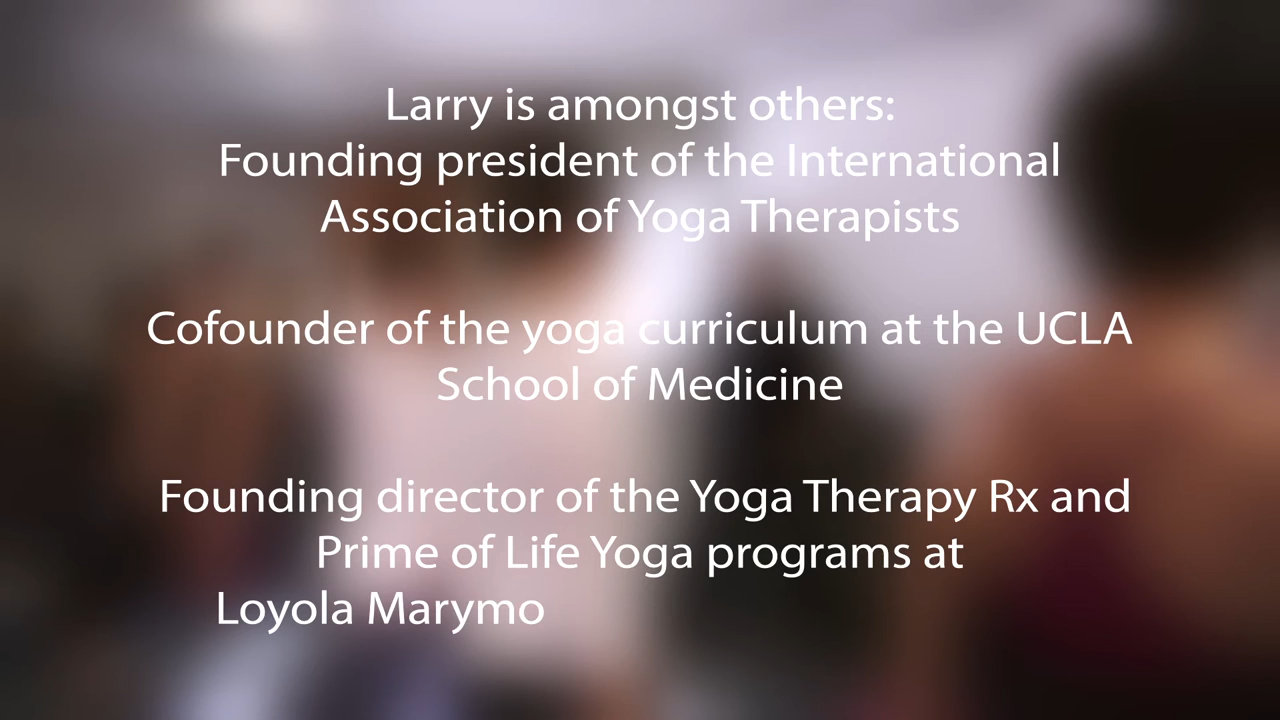 Larry is amongst others:
Founding president of the International
Association of Yoga Therapists
Cofounder of the yoga curriculum at the UCLA
School of Medicine
Founding director of the Yoga Therapy Rx and
Prime of Life Yoga programs at
Loyola Marymo